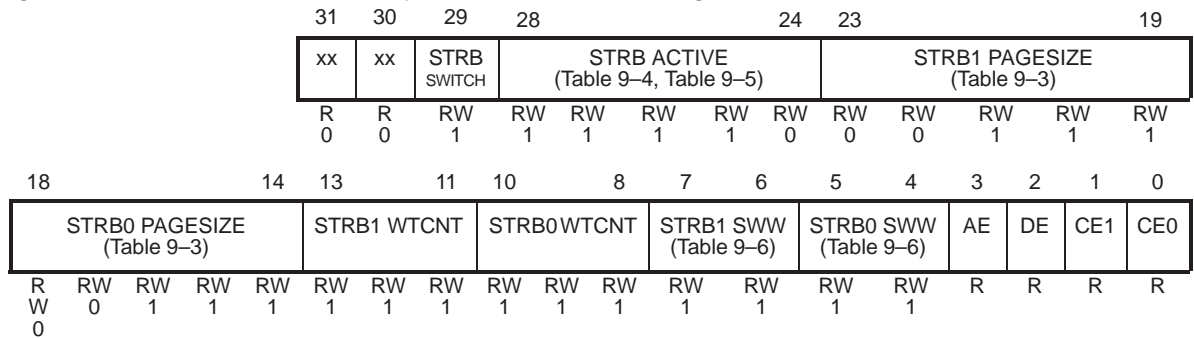 31 30 29 28 24 23 19
xx xx STRB STRB ACTIVE STRB1 PAGESIZE
SWITCH (Table 9–4, Table 9–5) (Table 9–3)
R R RW RW RW RW RW RW RW RW RW RW RW
0 0 1 1 1 1 1 0 0 0 1 1 1
18 14 13 11 10 8 7 6 5 4 3 2 1 0
STRB0 PAGESIZE STRB1 WTCNT STRB0WTCNT STRB1 SWW STRB0 SWW AE DE CE1 CE0
(Table 9–3) (Table 9–6) (Table 9–6)
R RW RW RW RW RW RW RW RW RW RW RW RW RW RW R R R R
W 0 1 1 1 1 1 1 1 1 1 1 1 1 1
0